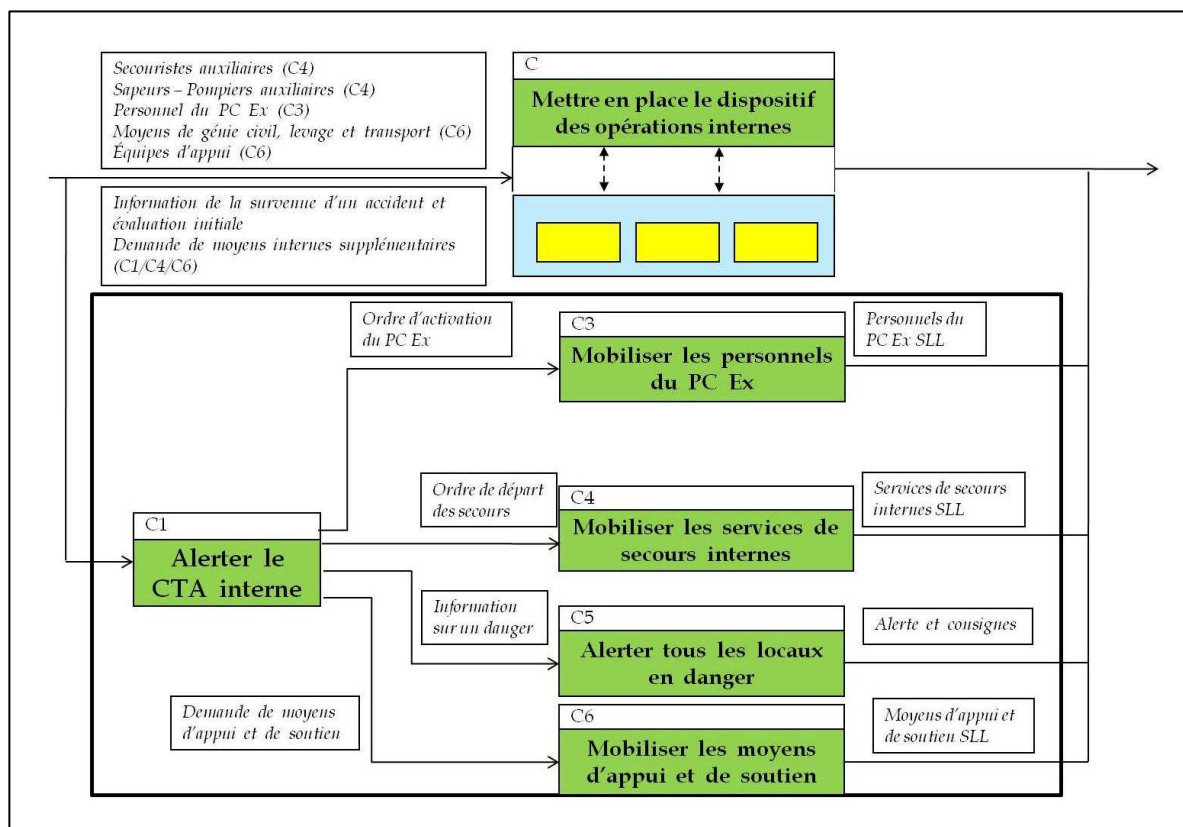 Secouristes auxiliaires (C4)
Sapeurs – Pompiers auxiliaires (C4)
Personnel du PC Ex (C3)
Moyens de génie civil, levage et transport (C6)
Équipes d'appui (C6)
C
Mettre en place le dispositif
des opérations internes
Information de la survenue d'un accident et
évaluation initiale
Demande de moyens internes supplémentaires
(C1/C4/C6)
Ordre d'activation
du PC Ex
C3
Mobiliser les personnels
du PC Ex
Personnels du
PC Ex SLL
Ordre de départ
des secours
C4
Mobiliser les services de
secours internes
Services de secours
internes SLL
C1
Alerter le
CTA interne
Information
sur un danger
C5
Alerter tous les locaux
en danger
Alerte et consignes
Demande de moyens
d'appui et de soutien
C6
Mobiliser les moyens
d'appui et de soutien
Moyens d'appui et
de soutien SLL